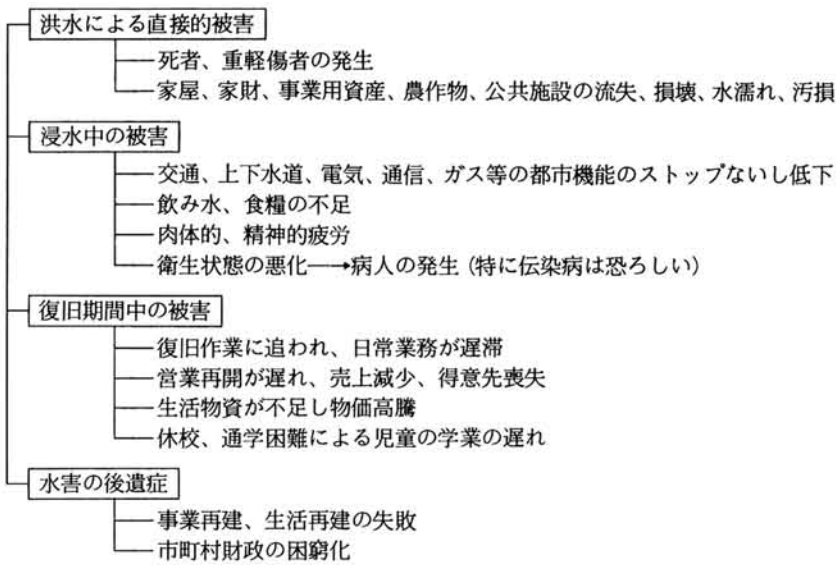 洪水による直接的被害
死者、重軽傷者の発生
家屋、家財、事業用資産、農作物、公共施設の流失、損壊、水濡れ、汚損
浸水中の被害
交通、上下水道、電気、通信、ガス等の都市機能のストップないし低下
飲み水、食糧の不足
肉体的、精神的疲労
衛生状態の悪化→病人の発生(特に伝染病は恐ろしい)
復旧期間中の被害
復旧作業に追われ、日常業務が遅滞
営業再開が遅れ、売上減少、得意先喪失
生活物資が不足し物価高騰
休校、通学困難による児童の学業の遅れ
水害の後遺症
事業再建、生活再建の失敗
市町村財政の困窮化